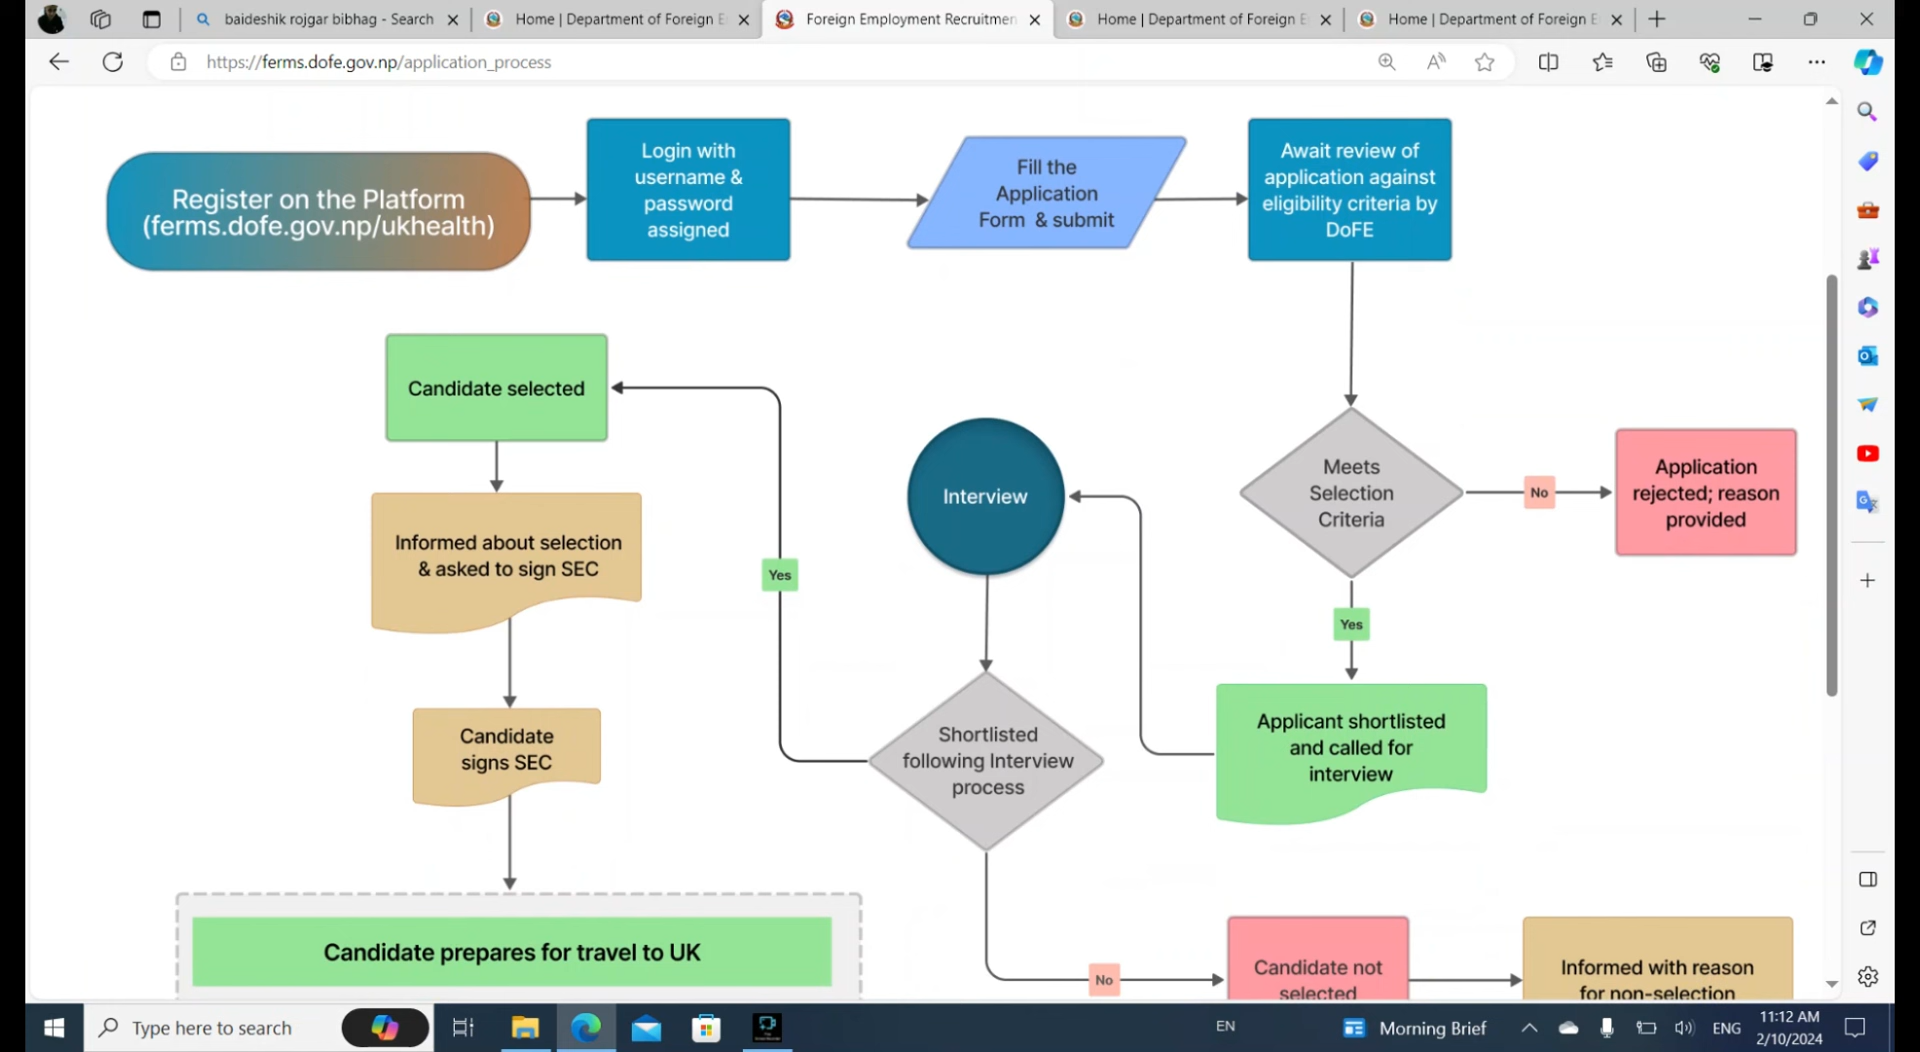 baideshik rojgar bibhag - Search
Home | Department of Foreign E
Foreign Employment Recruitmen
Home | Department of Foreign E
Home | Department of Foreign E
https://ferms.dofe.gov.np/application_process
Register on the Platform
(ferms.dofe.gov.np/ukhealth)
Login with
username &
password
assigned
Fill the
Application
Form & submit
Await review of
application against
eligibility criteria by
DoFE
Meets
Selection
Criteria
No
Application
rejected; reason
provided
Yes
Applicant shortlisted
and called for
interview
Interview
Shortlisted
following Interview
process
Yes
Candidate selected
Informed about selection
& asked to sign SEC
Candidate
signs SEC
Candidate prepares for travel to UK
No
Candidate not
selected
Informed with reason
for non-selection
Type here to search
EN
Morning Brief
ENG
11:12 AM
2/10/2024